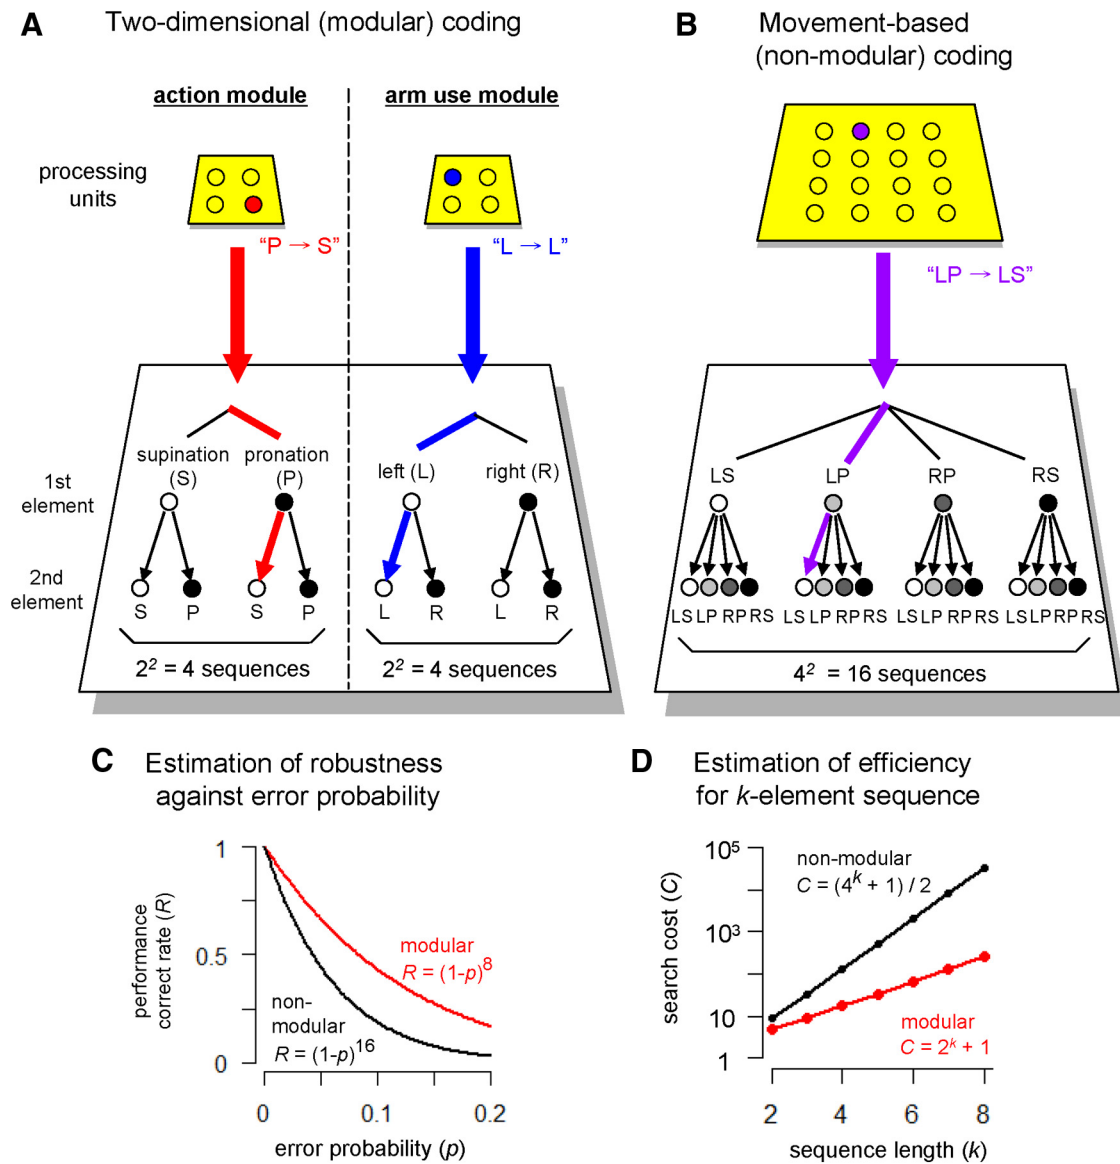 A
Two-dimensional (modular) coding
action module
arm use module
processing
units
“P → S”
“L → L”
supination
(S)
pronation
(P)
left (L)
right (R)
1st
element
2nd
element
S P S P L R L R
2² = 4 sequences
2² = 4 sequences
B
Movement-based
(non-modular) coding
“LP → LS”
LS LP RP RS
LS LP RP RS LS LP RP RS LS LP RP RS LS LP RP RS
4² = 16 sequences
C
Estimation of robustness
against error probability
performance
correct rate (R)
1
0.5
0
modular
R = (1-p)⁸
non-
modular
R = (1-p)¹⁶
0 0.1 0.2
error probability (p)
D
Estimation of efficiency
for k-element sequence
search cost (C)
10⁵
10³
10
1
non-modular
C = (4ᵏ + 1) / 2
modular
C = 2ᵏ + 1
2 4 6 8
sequence length (k)